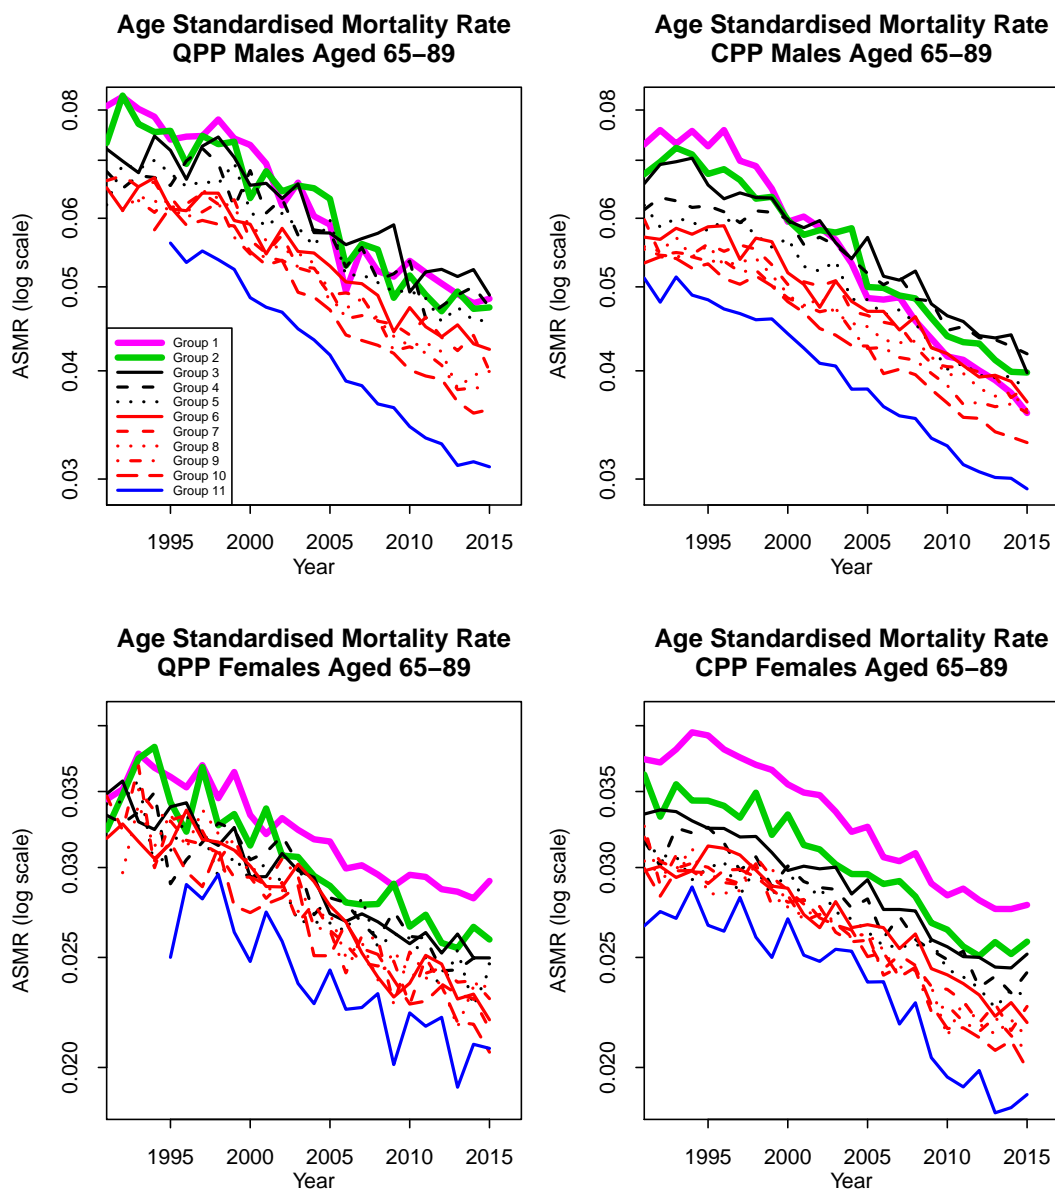 Age Standardised Mortality Rate
QPP Males Aged 65–89
ASMR (log scale)
0.08
0.06
0.05
0.04
0.03
Group 1
Group 2
Group 3
Group 4
Group 5
Group 6
Group 7
Group 8
Group 9
Group 10
Group 11
1995 2000 2005 2010 2015
Year
Age Standardised Mortality Rate
CPP Males Aged 65–89
ASMR (log scale)
0.08
0.06
0.05
0.04
0.03
1995 2000 2005 2010 2015
Year
Age Standardised Mortality Rate
QPP Females Aged 65–89
ASMR (log scale)
0.035
0.030
0.025
0.020
1995 2000 2005 2010 2015
Year
Age Standardised Mortality Rate
CPP Females Aged 65–89
ASMR (log scale)
0.035
0.030
0.025
0.020
1995 2000 2005 2010 2015
Year